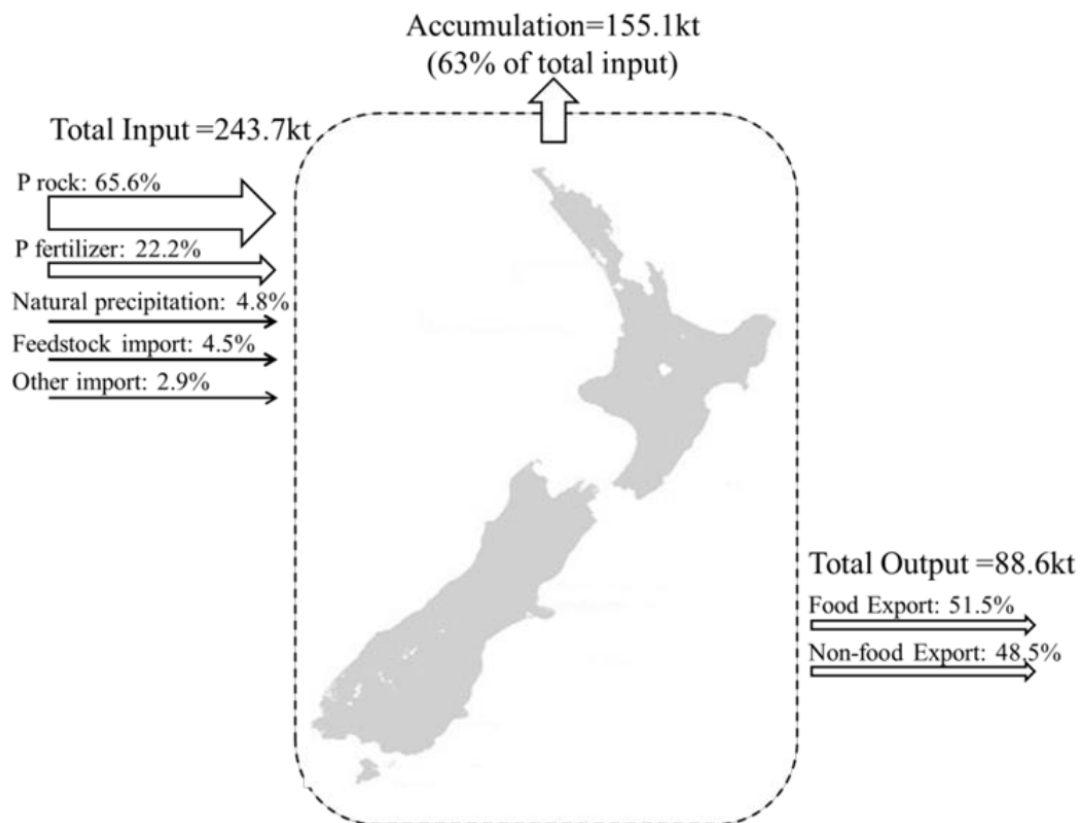 Accumulation=155.1kt
(63% of total input)
Total Input =243.7kt
P rock: 65.6%
P fertilizer: 22.2%
Natural precipitation: 4.8%
Feedstock import: 4.5%
Other import: 2.9%
Total Output =88.6kt
Food Export: 51.5%
Non-food Export: 48.5%